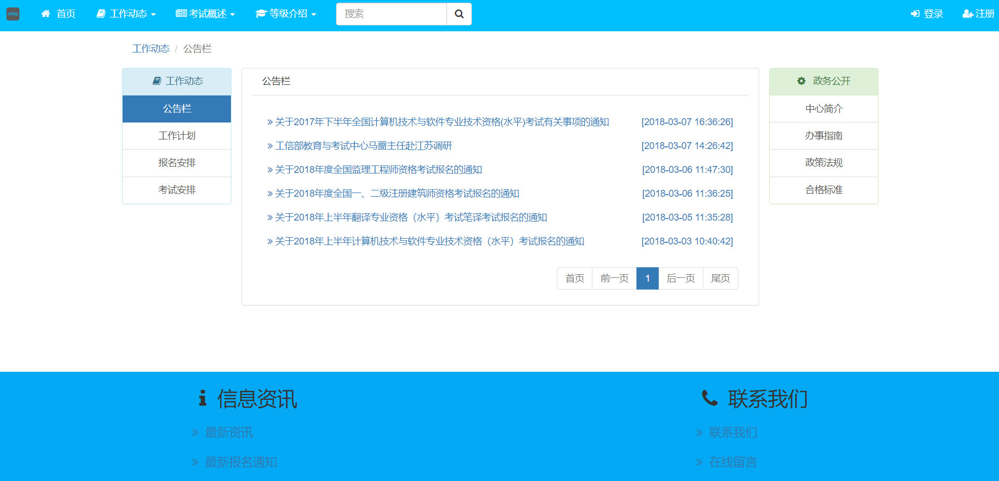 HTML 首页 工作动态 考试概述 等级介绍 搜索 登录 注册
工作动态 / 公告栏
工作动态
公告栏
工作计划
报名安排
考试安排
公告栏
» 关于2017年下半年全国计算机技术与软件专业技术资格(水平)考试有关事项的通知 [2018-03-07 16:36:26]
» 工信部教育与考试中心马蔷主任赴江苏调研 [2018-03-07 14:26:42]
» 关于2018年度全国监理工程师资格考试报名的通知 [2018-03-06 11:47:30]
» 关于2018年度全国一、二级注册建筑师资格考试报名的通知 [2018-03-06 11:36:25]
» 关于2018年上半年翻译专业资格（水平）考试笔译考试报名的通知 [2018-03-05 11:35:28]
» 关于2018年上半年计算机技术与软件专业技术资格（水平）考试报名的通知 [2018-03-03 10:40:42]
首页 前一页 1 后一页 尾页
政务公开
中心简介
办事指南
政策法规
合格标准
信息资讯
» 最新资讯
» 最新报名通知
联系我们
» 联系我们
» 在线留言